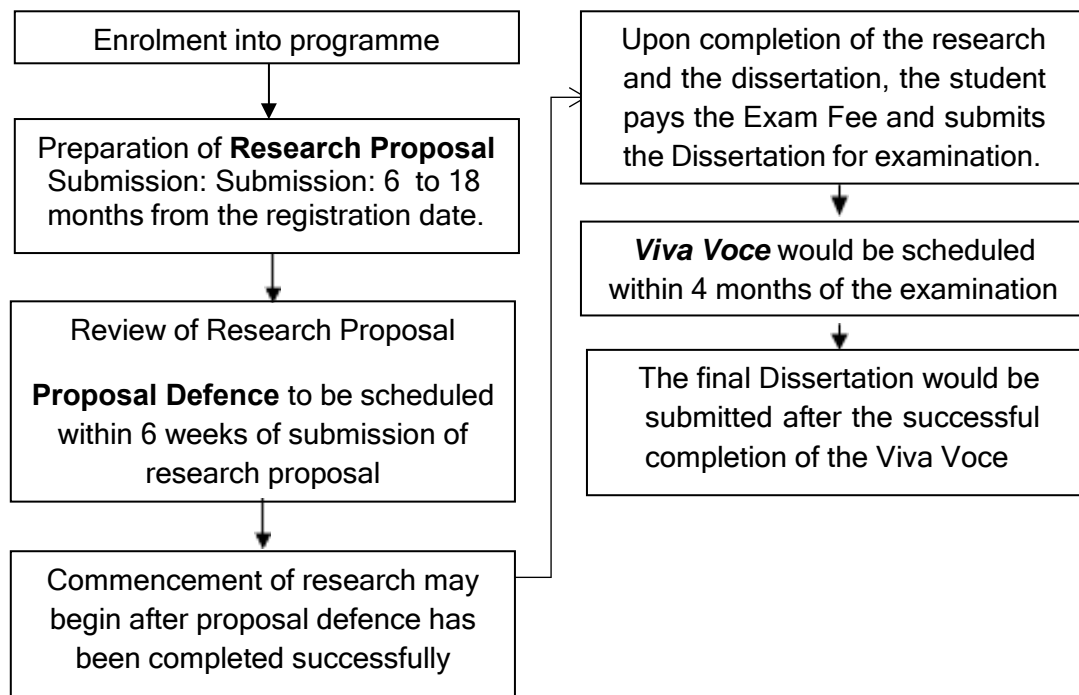 Enrolment into programme
Preparation of Research Proposal
Submission: Submission: 6 to 18
months from the registration date.
Review of Research Proposal
Proposal Defence to be scheduled
within 6 weeks of submission of
research proposal
Commencement of research may
begin after proposal defence has
been completed successfully
Upon completion of the research
and the dissertation, the student
pays the Exam Fee and submits
the Dissertation for examination.
Viva Voce would be scheduled
within 4 months of the examination
The final Dissertation would be
submitted after the successful
completion of the Viva Voce